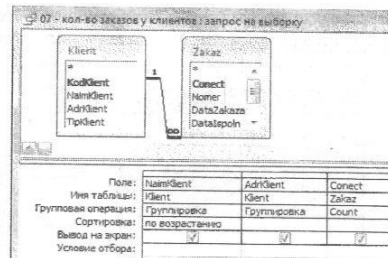 07 - кол-во заказов у клиентов : запрос на выборку
Klient
*
KodKlient
NaimKlient
AdrKlient
TipKlient
1
∞
Zakaz
*
Conect
Nomer
DataZakaza
DataIspoln
Поле: NaimKlient AdrKlient Conect
Имя таблицы: Klient Klient Zakaz
Групповая операция: Группировка Группировка Count
Сортировка: по возрастанию
Вывод на экран:
Условие отбора: